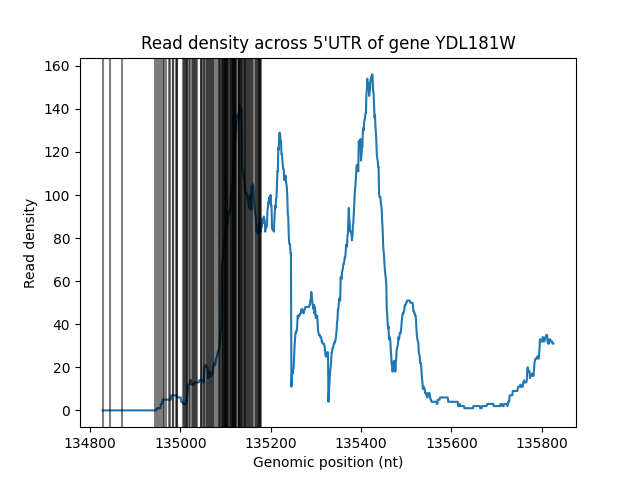 Read density across 5'UTR of gene YDL181W
160
140
120
100
80
60
40
20
0
Read density
134800 135000 135200 135400 135600 135800
Genomic position (nt)